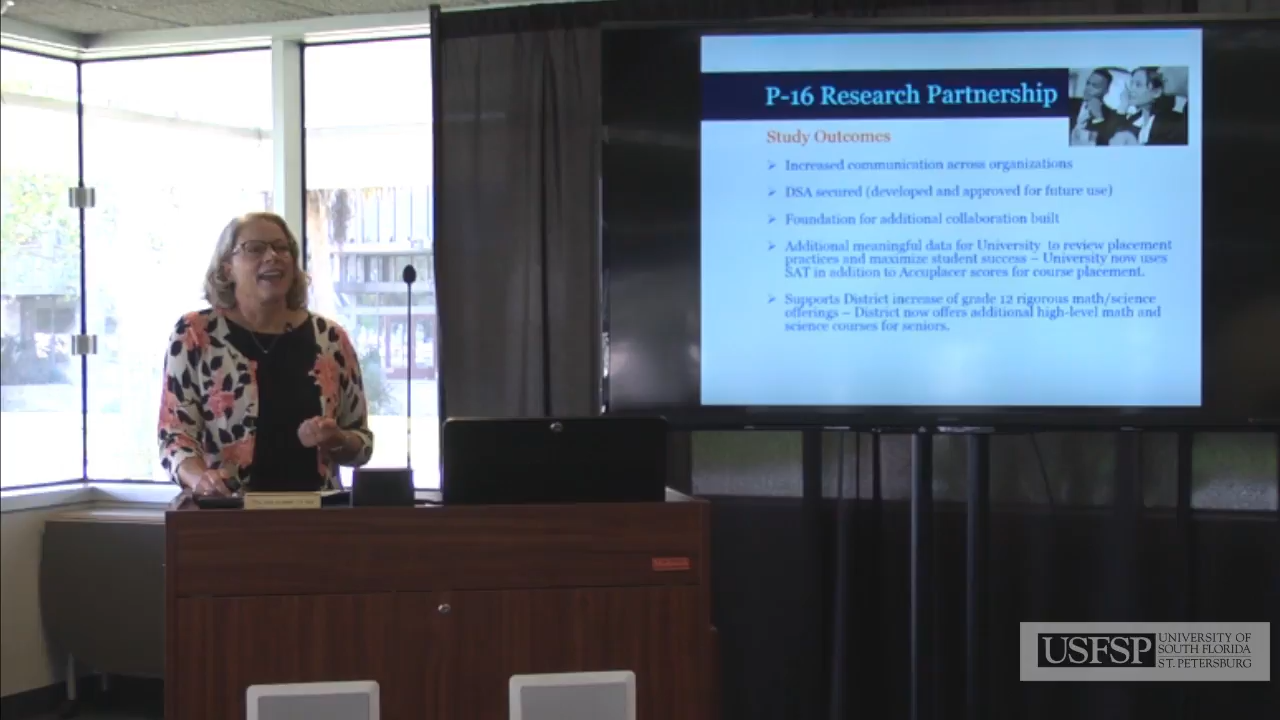 P-16 Research Partnership
Study Outcomes
➢ Increased communication across organizations
➢ DSA secured (developed and approved for future use)
➢ Foundation for additional collaboration built
➢ Additional meaningful data for University to review placement
practices and maximize student success – University now uses
SAT in addition to Accuplacer scores for course placement.
➢ Supports District increase of grade 12 rigorous math/science
offerings – District now offers additional high-level math and
science courses for seniors.
USFSP
UNIVERSITY OF
SOUTH FLORIDA
ST. PETERSBURG